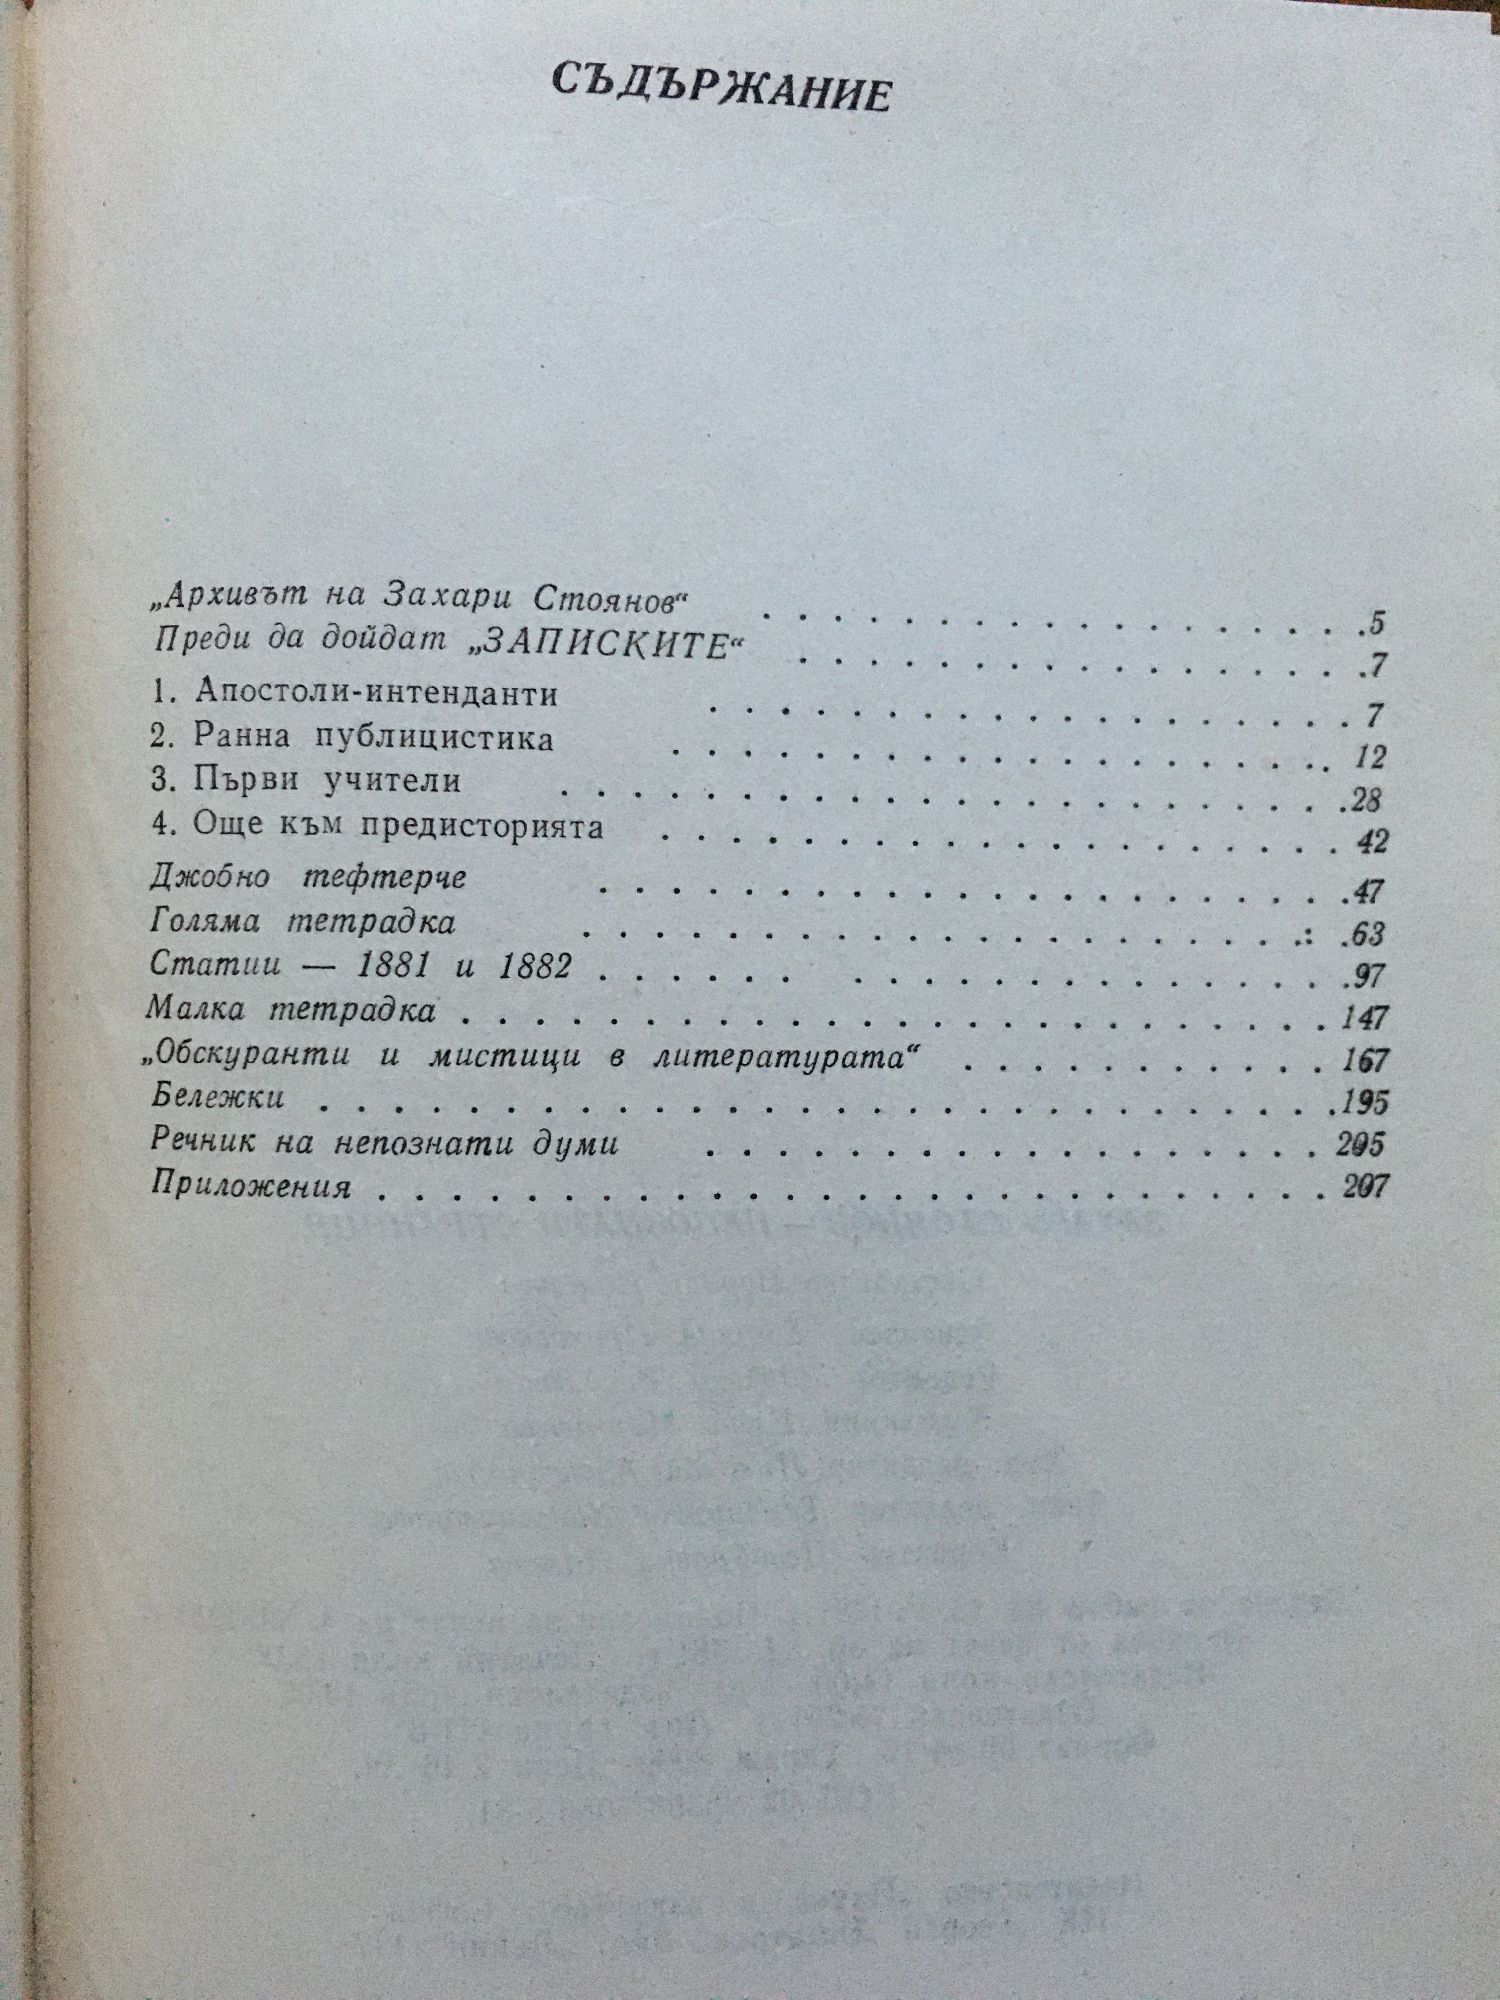 СЪДЪРЖАНИЕ
„Архивът на Захари Стоянов“ . . . . . . . . . . . . . . . . . .5
Преди да дойдат „ЗАПИСКИТЕ“ . . . . . . . . . . . . . . . . .7
1. Апостоли-интенданти . . . . . . . . . . . . . . . . . . 7
2. Ранна публицистика . . . . . . . . . . . . . . . . . . . . 12
3. Първи учители . . . . . . . . . . . . . . . . . . . . . . .28
4. Още към предисторията . . . . . . . . . . . . . . . . . . . 42
Джобно тефтерче . . . . . . . . . . . . . . . . . . . . . .47
Голяма тетрадка . . . . . . . . . . . . . . . . . . . . .: .63
Статии — 1881 и 1882 . . . . . . . . . . . . . . . . . . . . .97
Малка тетрадка . . . . . . . . . . . . . . . . . . . . . . . . 147
„Обскуранти и мистици в литературата“ . . . . . . . . . . . 167
Бележки . . . . . . . . . . . . . . . . . . . . . . . . . . . .195
Речник на непознати думи . . . . . . . . . . . . . . . . . . 205
Приложения . . . . . . . . . . . . . . . . . . . . . . . . . . 207